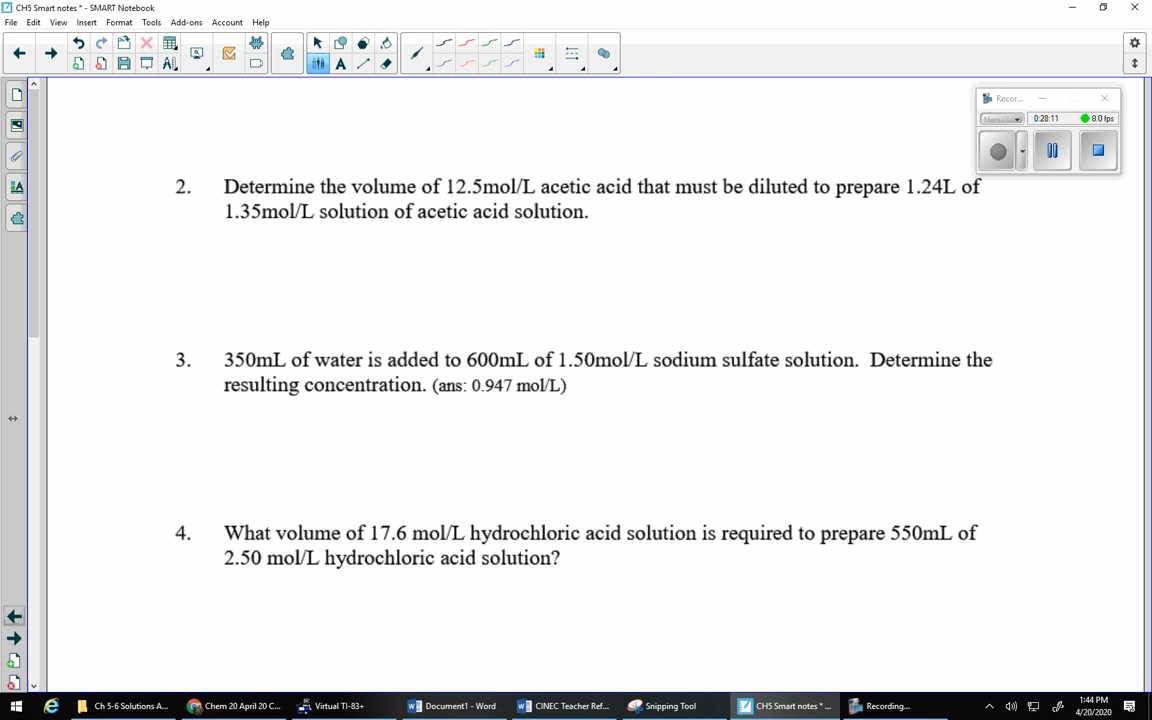 CH5 Smart notes * - SMART Notebook
File Edit View Insert Format Tools Add-ons Account Help
Recor...
Menu
0:28:11
8.0 fps
2. Determine the volume of 12.5mol/L acetic acid that must be diluted to prepare 1.24L of
1.35mol/L solution of acetic acid solution.
3. 350mL of water is added to 600mL of 1.50mol/L sodium sulfate solution. Determine the
resulting concentration. (ans: 0.947 mol/L)
4. What volume of 17.6 mol/L hydrochloric acid solution is required to prepare 550mL of
2.50 mol/L hydrochloric acid solution?
Ch 5-6 Solutions A... Chem 20 April 20 C... Virtual TI-83+ Document1 - Word CINEC Teacher Ref... Snipping Tool CH5 Smart notes * ... Recording...
1:44 PM
4/20/2020